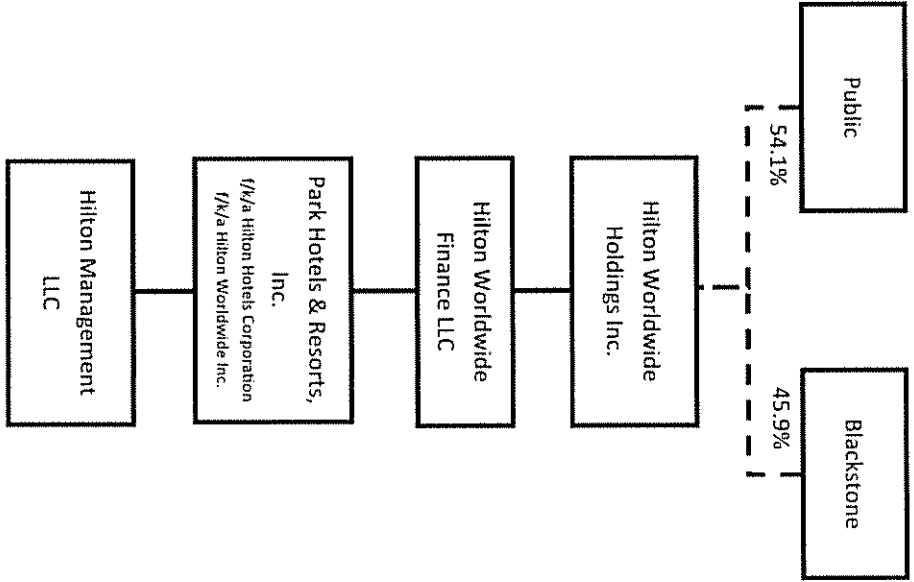 Public
Blackstone
54.1%
45.9%
Hilton Worldwide
Holdings Inc.
Hilton Worldwide
Finance LLC
Park Hotels & Resorts,
Inc.
f/k/a Hilton Hotels Corporation
f/k/a Hilton Worldwide Inc.
Hilton Management
LLC